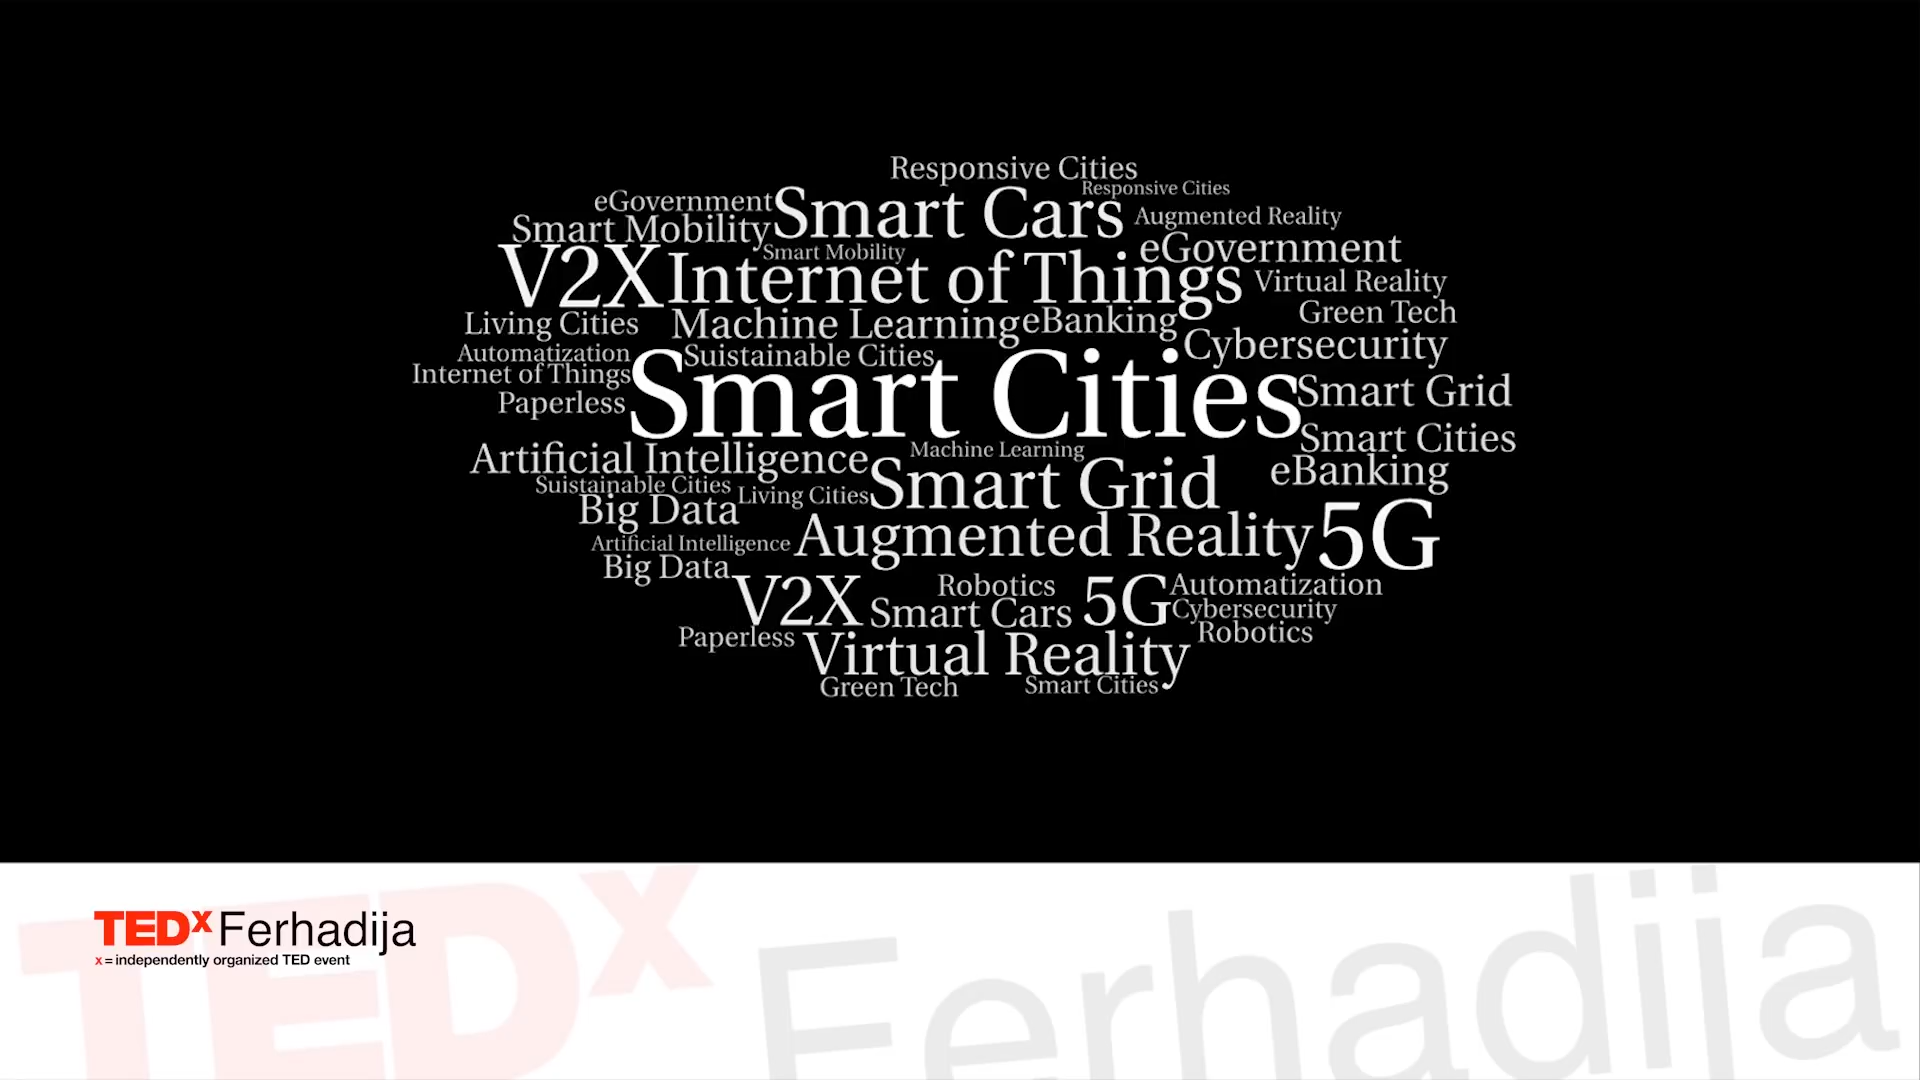 Responsive Cities
Responsive Cities
eGovernment
Smart Cars
Augmented Reality
Smart Mobility
Smart Mobility
eGovernment
V2X
Internet of Things
Virtual Reality
Green Tech
Living Cities
Machine Learning
eBanking
Cybersecurity
Automatization
Suistainable Cities
Internet of Things
Smart Cities
Smart Grid
Paperless
Smart Cities
Artificial Intelligence
Machine Learning
eBanking
Suistainable Cities
Living Cities
Smart Grid
Big Data
Augmented Reality
5G
Artificial Intelligence
Big Data
V2X
Robotics
5G
Automatization
Smart Cars
Cybersecurity
Robotics
Paperless
Virtual Reality
Green Tech
Smart Cities
TEDx Ferhadija
x = independently organized TED event
TEDx Ferhadija